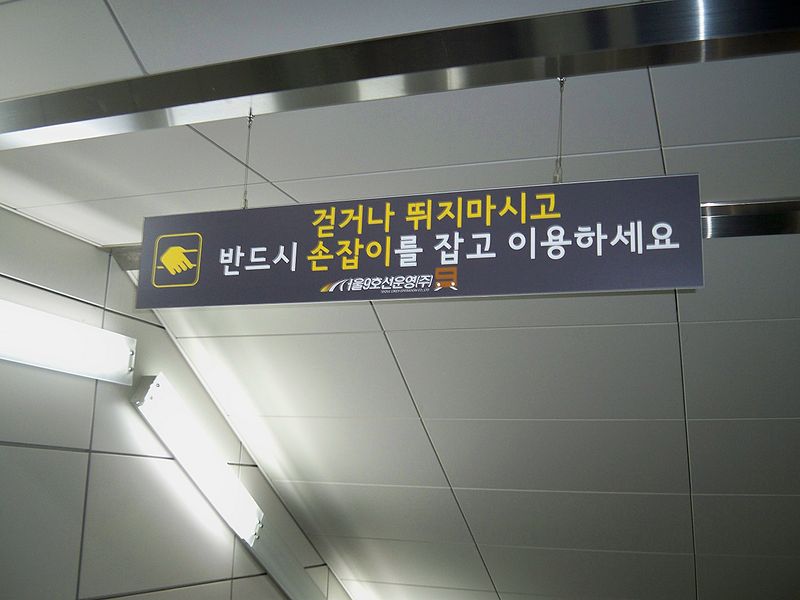 걷거나 뛰지마시고
반드시 손잡이를 잡고 이용하세요
서울9호선운영(주)